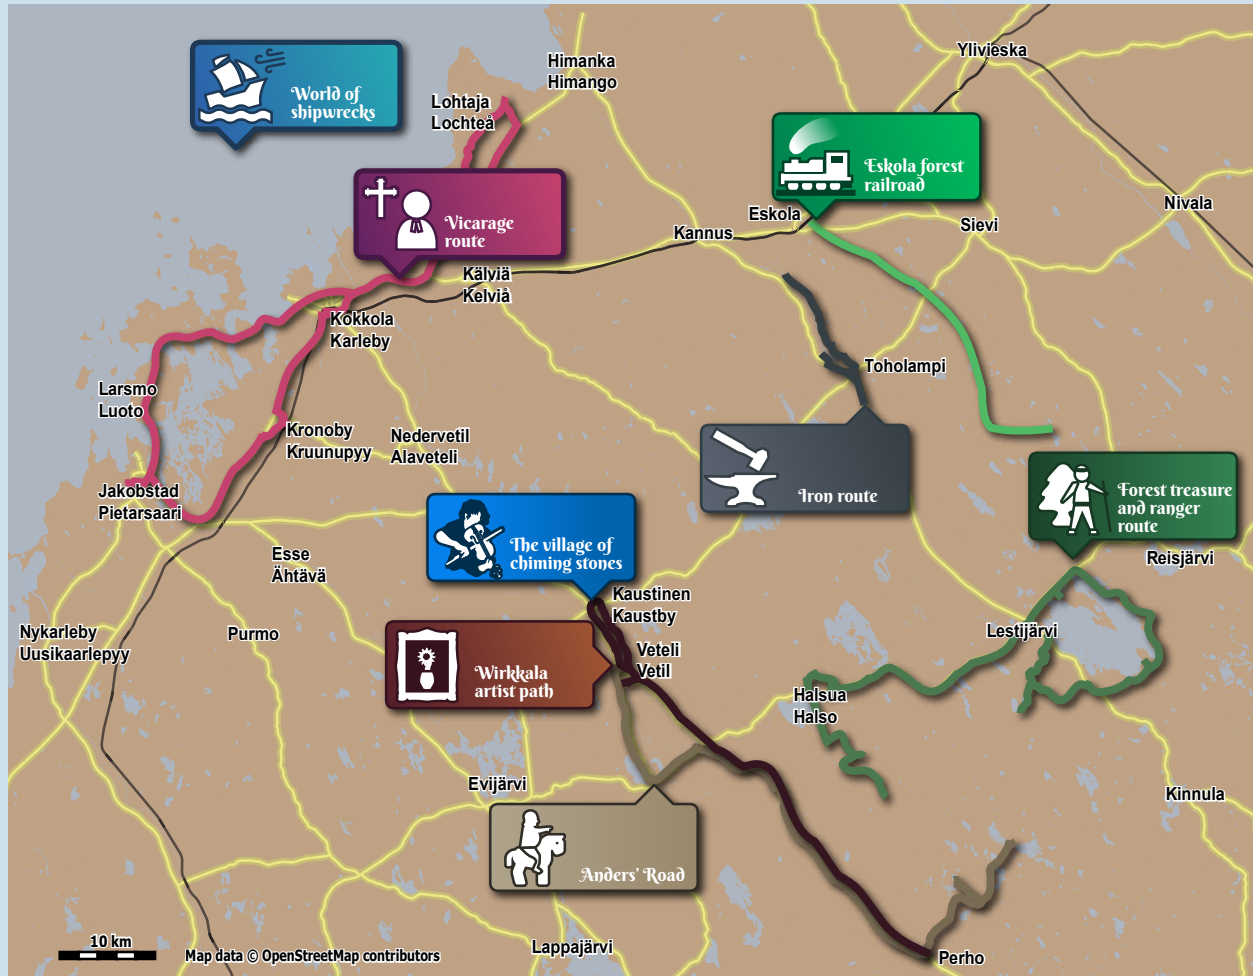 Ylivieska
Himanka
Himango
World of
shipwrecks
Lohtaja
Lochteå
Eskola forest
railroad
Nivala
Vicarage
route
Eskola
Sievi
Kannus
Kälviä
Kelviå
Kokkola
Karleby
Toholampi
Larsmo
Luoto
Kronoby
Kruunupyy
Nedervetil
Alaveteli
Iron route
Forest treasure
and ranger
route
Jakobstad
Pietarsaari
The village of
chiming stones
Esse
Ähtävä
Reisjärvi
Kaustinen
Kaustby
Nykarleby
Uusikaarlepyy
Purmo
Lestijärvi
Veteli
Vetil
Wirkkala
artist path
Halsua
Halso
Evijärvi
Kinnula
Anders' Road
10 km
Map data © OpenStreetMap contributors
Lappajärvi
Perho